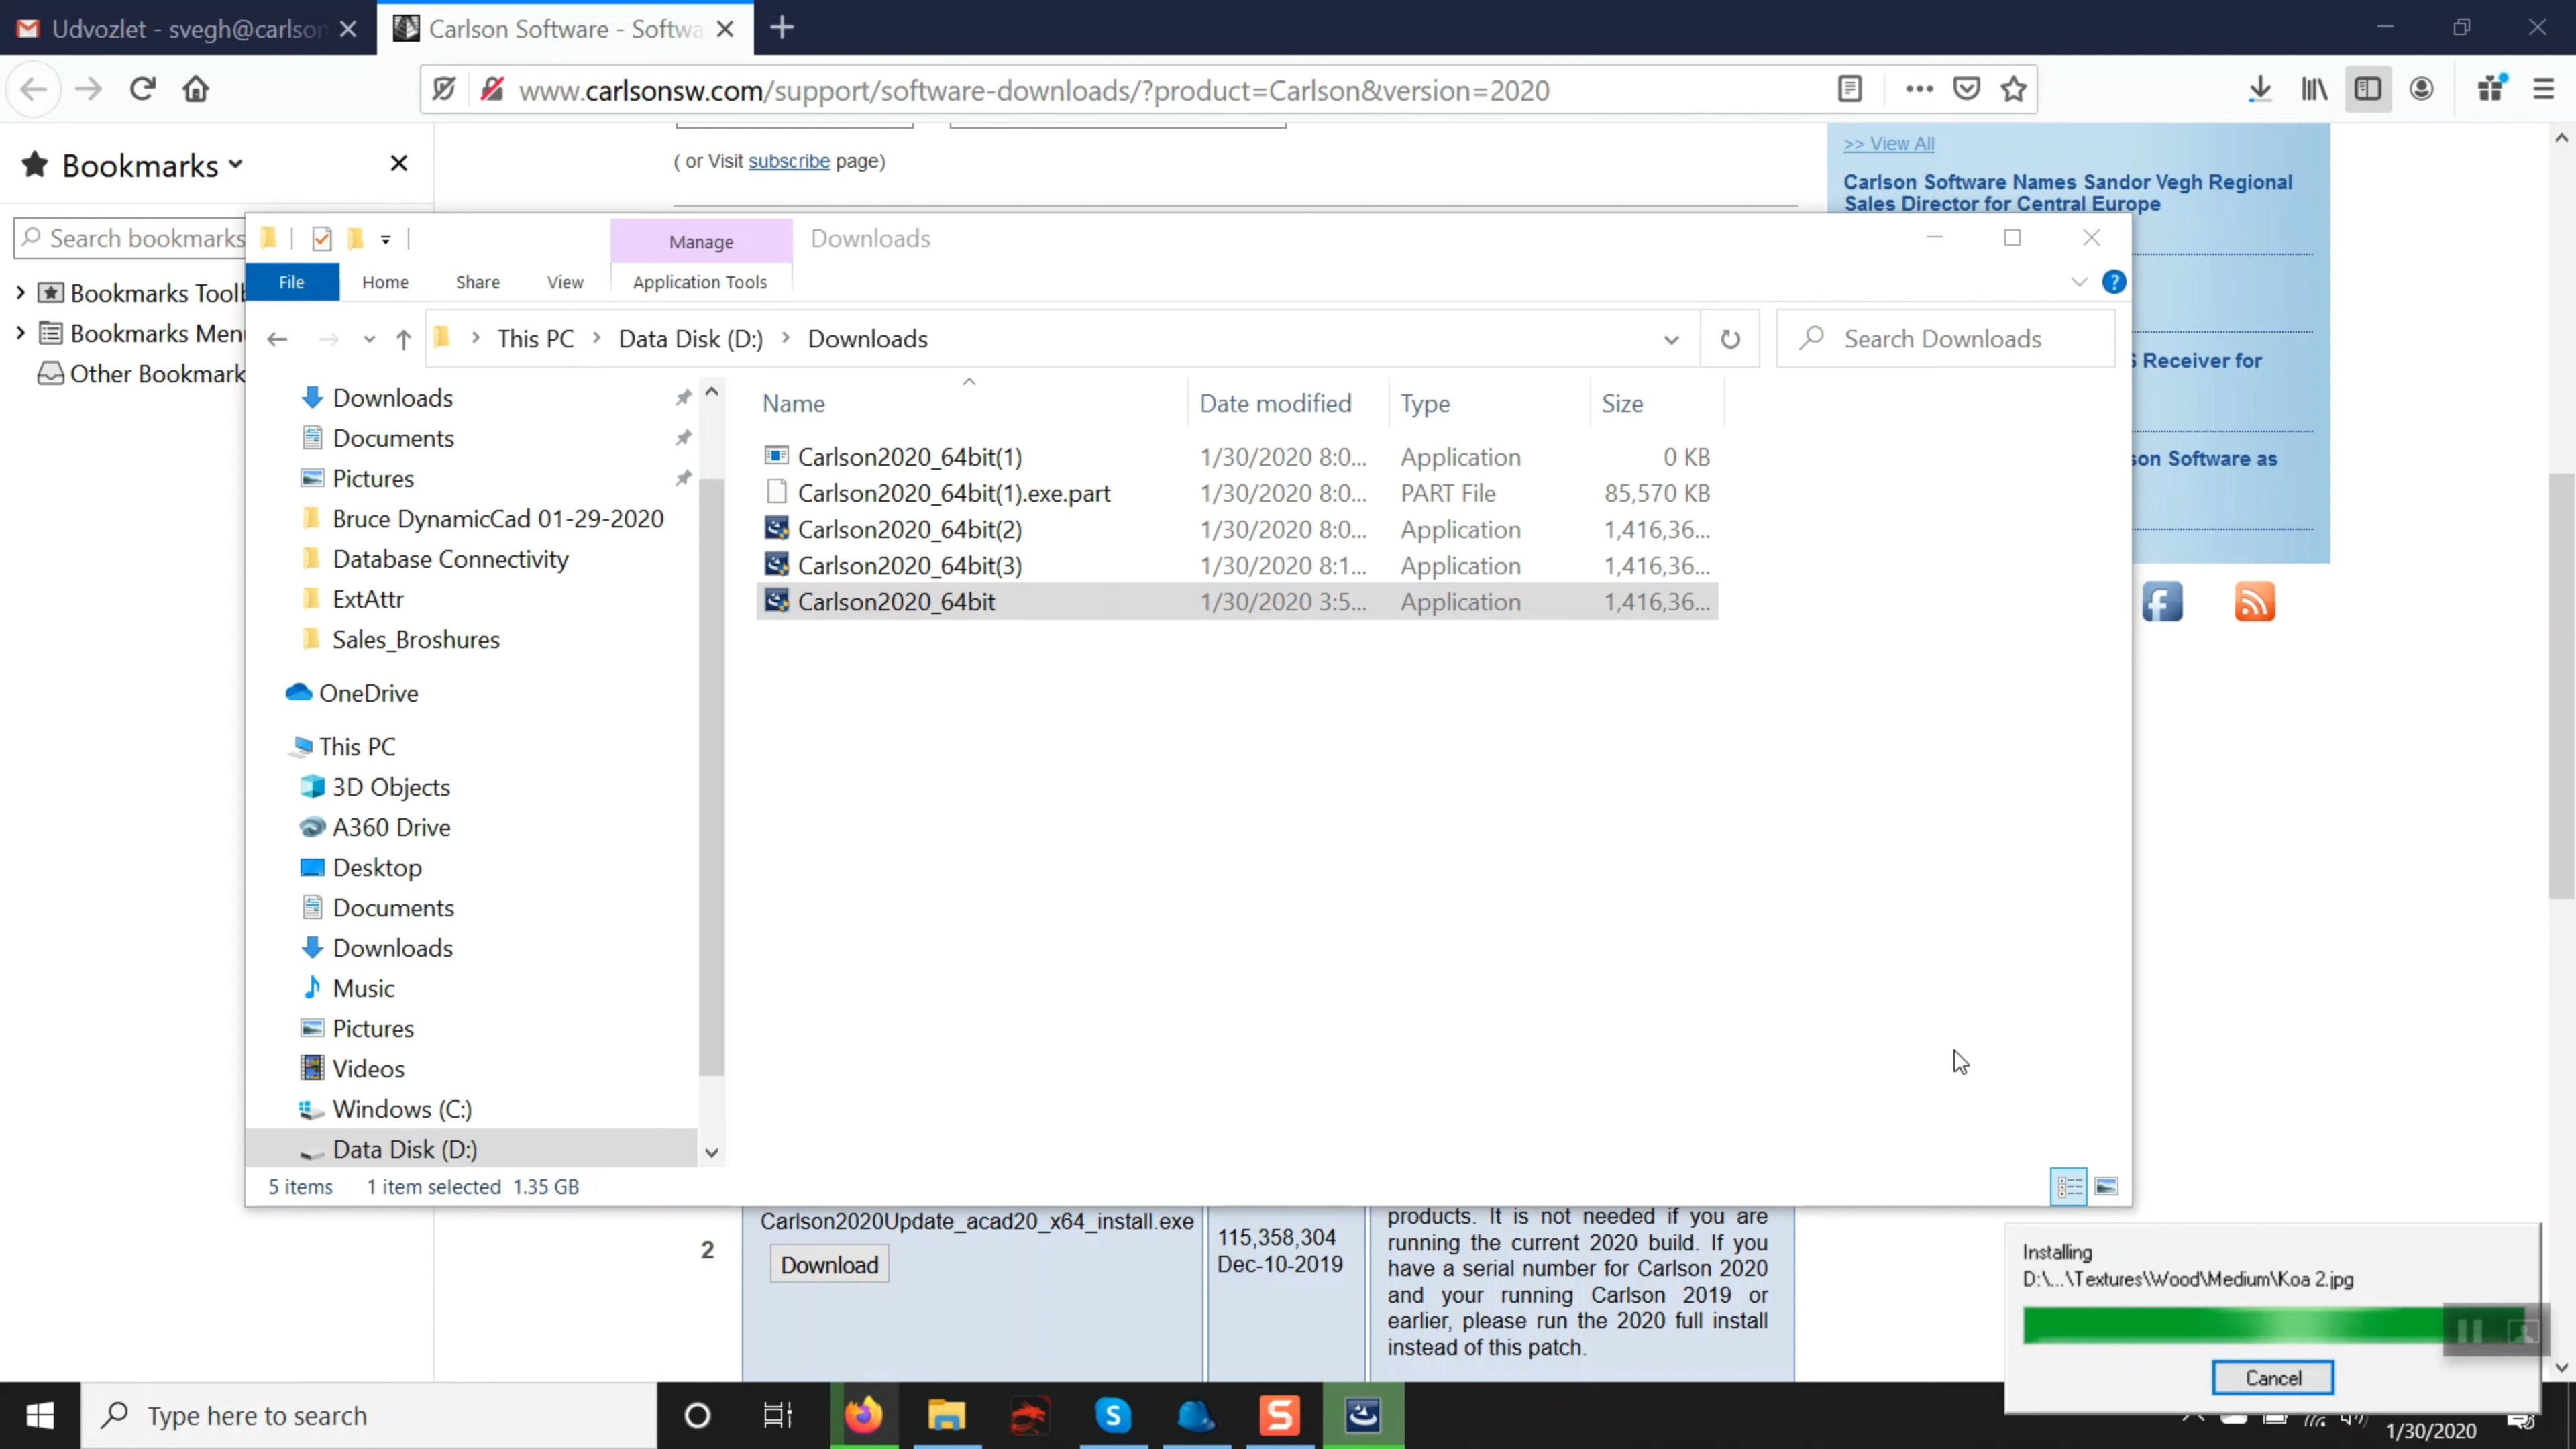 Udvozlet - svegh@carlson
Carlson Software - Softwa
www.carlsonsw.com/support/software-downloads/?product=Carlson&version=2020
Bookmarks
Search bookmarks
Bookmarks Toolb
Bookmarks Menu
Other Bookmark
( or Visit subscribe page)
>> View All
Carlson Software Names Sandor Vegh Regional
Sales Director for Central Europe
S Receiver for
son Software as
Manage
Downloads
File
Home
Share
View
Application Tools
This PC
Data Disk (D:)
Downloads
Search Downloads
Downloads
Documents
Pictures
Bruce DynamicCad 01-29-2020
Database Connectivity
ExtAttr
Sales_Broshures
OneDrive
This PC
3D Objects
A360 Drive
Desktop
Documents
Downloads
Music
Pictures
Videos
Windows (C:)
Data Disk (D:)
Name Date modified Type Size
Carlson2020_64bit(1) 1/30/2020 8:0... Application 0 KB
Carlson2020_64bit(1).exe.part 1/30/2020 8:0... PART File 85,570 KB
Carlson2020_64bit(2) 1/30/2020 8:0... Application 1,416,36...
Carlson2020_64bit(3) 1/30/2020 8:1... Application 1,416,36...
Carlson2020_64bit 1/30/2020 3:5... Application 1,416,36...
5 items 1 item selected 1.35 GB
2
Carlson2020Update_acad20_x64_install.exe
Download
115,358,304
Dec-10-2019
products. It is not needed if you are
running the current 2020 build. If you
have a serial number for Carlson 2020
and your running Carlson 2019 or
earlier, please run the 2020 full install
instead of this patch.
Installing
D:\...\Textures\Wood\Medium\Koa 2.jpg
Cancel
Type here to search
1/30/2020